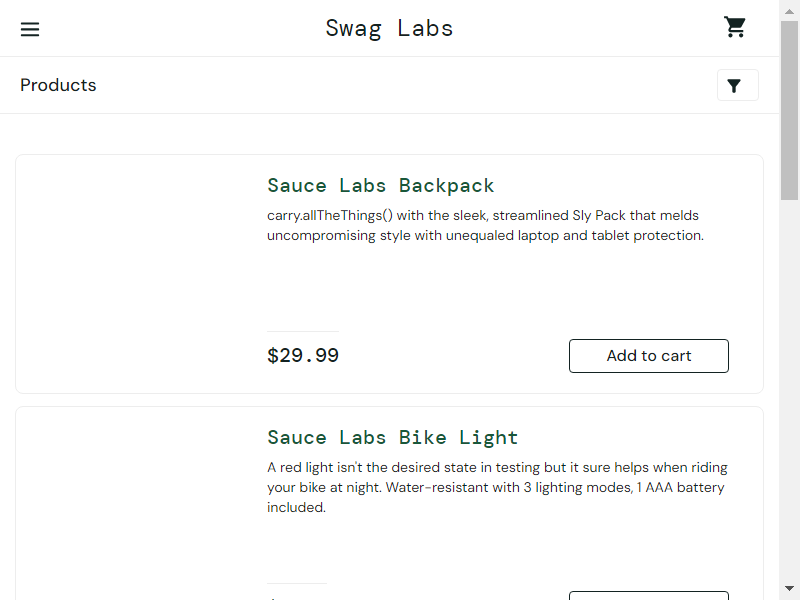 Swag Labs
Products
Sauce Labs Backpack
carry.allTheThings() with the sleek, streamlined Sly Pack that melds
uncompromising style with unequaled laptop and tablet protection.
$29.99
Add to cart
Sauce Labs Bike Light
A red light isn't the desired state in testing but it sure helps when riding
your bike at night. Water-resistant with 3 lighting modes, 1 AAA battery
included.